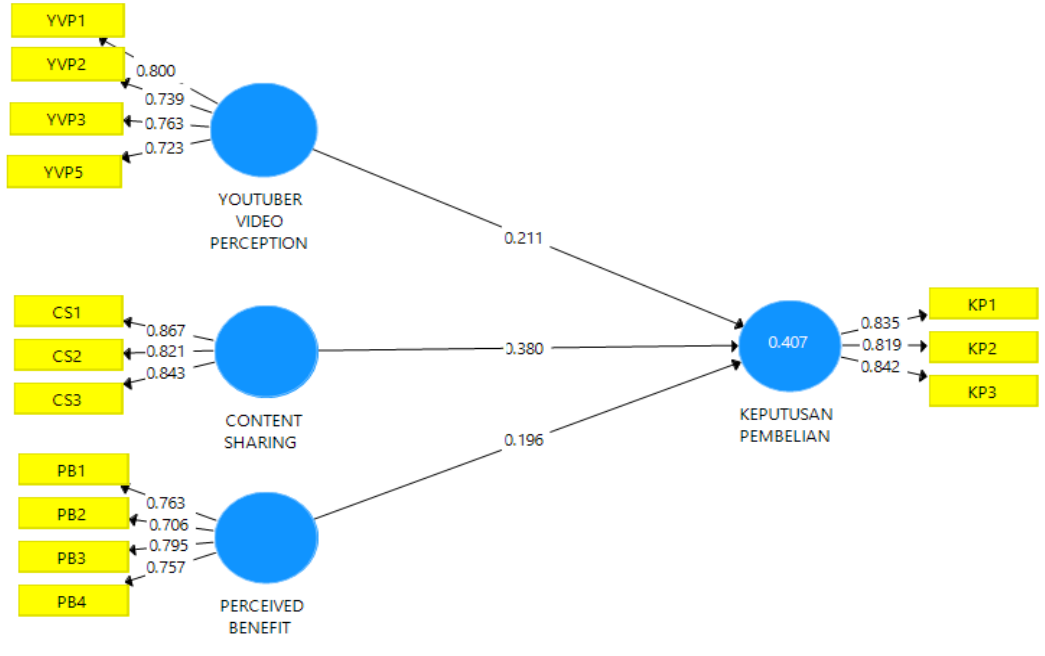 YVP1
YVP2
YVP3
YVP5
0.800
0.739
0.763
0.723
YOUTUBER
VIDEO
PERCEPTION
0.211
CS1
CS2
CS3
0.867
0.821
0.843
CONTENT
SHARING
0.380
PB1
PB2
PB3
PB4
0.763
0.706
0.795
0.757
PERCEIVED
BENEFIT
0.196
0.407
KEPUTUSAN
PEMBELIAN
0.835
0.819
0.842
KP1
KP2
KP3